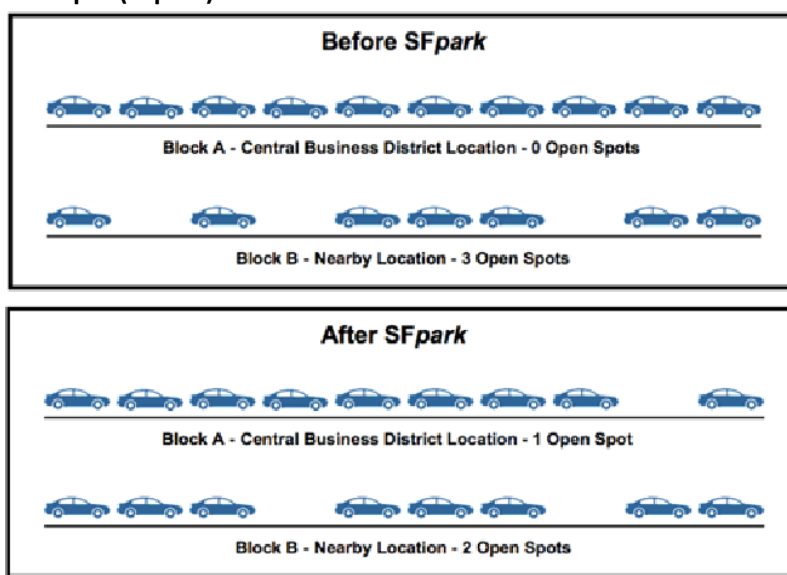 Before SFpark
Block A - Central Business District Location - 0 Open Spots
Block B - Nearby Location - 3 Open Spots
After SFpark
Block A - Central Business District Location - 1 Open Spot
Block B - Nearby Location - 2 Open Spots